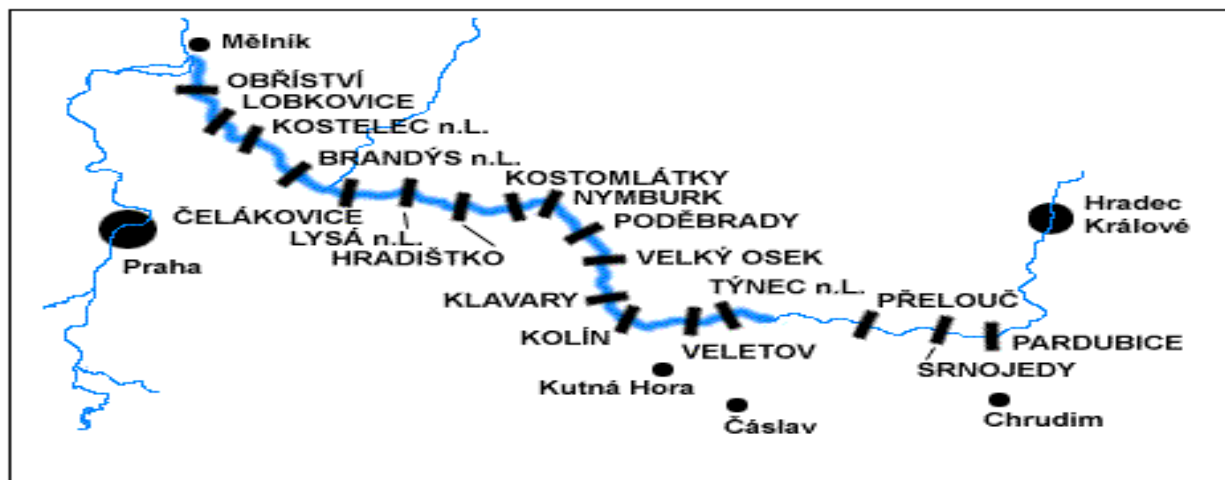 Mělník
OBŘÍSTVÍ
LOBKOVICE
KOSTELEC n.L.
BRANDÝS n.L.
KOSTOMLÁTKY
NYMBURK
Hradec
Králové
ČELÁKOVICE
PODĚBRADY
LYSÁ n.L.
HRADIŠTKO
VELKÝ OSEK
Praha
TÝNEC n.L.
KLAVARY
PŘELOUČ
KOLÍN
VELETOV
PARDUBICE
SRNOJEDY
Kutná Hora
Chrudim
Čáslav